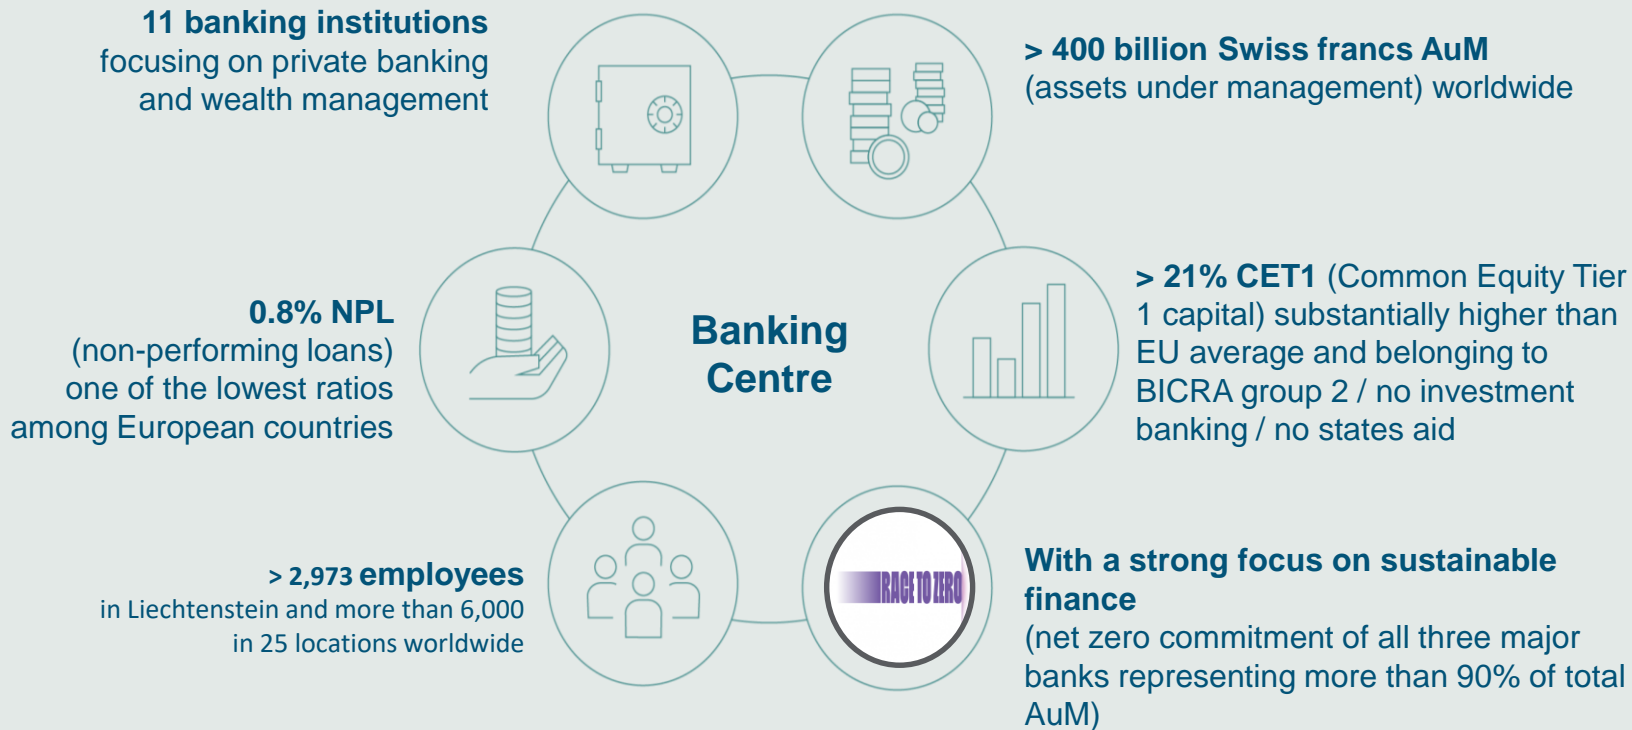 11 banking institutions
focusing on private banking
and wealth management
> 400 billion Swiss francs AuM
(assets under management) worldwide
0.8% NPL
(non-performing loans)
one of the lowest ratios
among European countries
Banking
Centre
> 21% CET1 (Common Equity Tier
1 capital) substantially higher than
EU average and belonging to
BICRA group 2 / no investment
banking / no states aid
> 2,973 employees
in Liechtenstein and more than 6,000
in 25 locations worldwide
RACE TO ZERO
With a strong focus on sustainable
finance
(net zero commitment of all three major
banks representing more than 90% of total
AuM)